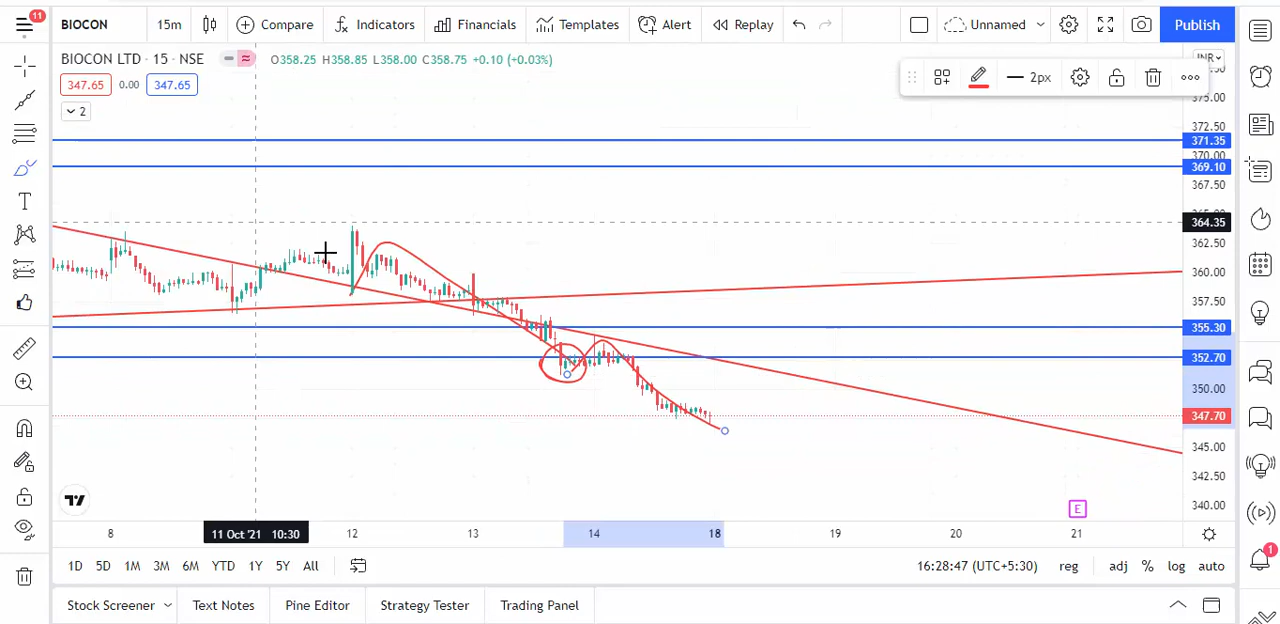 11
BIOCON 15m Compare Indicators Financials Templates Alert Replay Unnamed Publish
BIOCON LTD · 15 · NSE O358.25 H358.85 L358.00 C358.75 +0.10 (+0.03%)
INR
347.65 0.00 347.65
2px
2
375.00
372.50
371.35
370.00
369.10
367.50
364.35
362.50
360.00
357.50
355.30
352.70
350.00
347.70
345.00
342.50
340.00
E
8 11 Oct '21 10:30 12 13 14 18 19 20 21
1D 5D 1M 3M 6M YTD 1Y 5Y All 16:28:47 (UTC+5:30) reg adj % log auto
1
Stock Screener Text Notes Pine Editor Strategy Tester Trading Panel